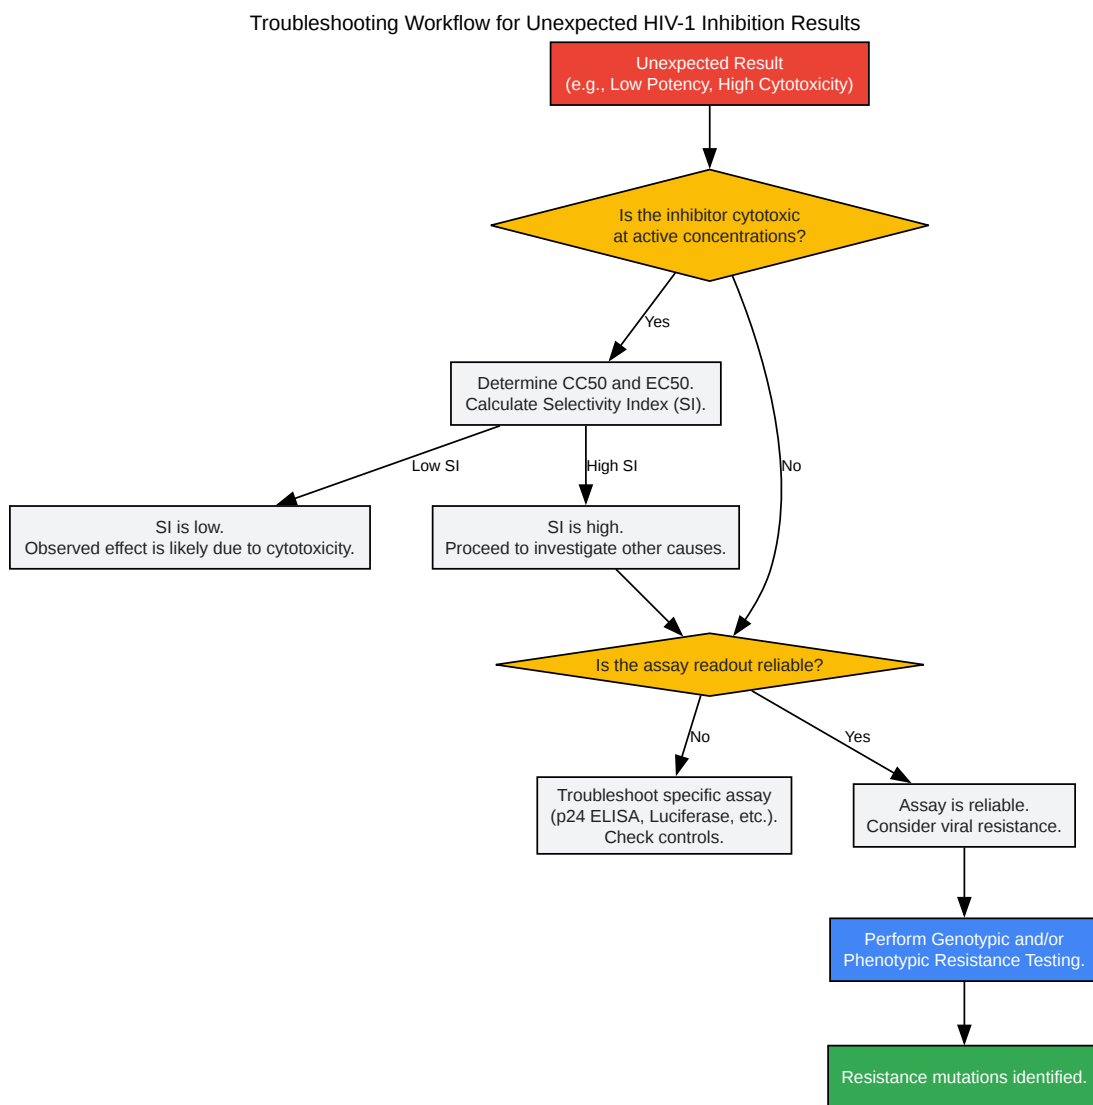 Troubleshooting Workflow for Unexpected HIV-1 Inhibition Results
Unexpected Result
(e.g., Low Potency, High Cytotoxicity)
Is the inhibitor cytotoxic
at active concentrations?
Yes
Determine CC50 and EC50.
Calculate Selectivity Index (SI).
Low SI
High SI
No
SI is low.
Observed effect is likely due to cytotoxicity.
SI is high.
Proceed to investigate other causes.
Is the assay readout reliable?
No
Yes
Troubleshoot specific assay
(p24 ELISA, Luciferase, etc.).
Check controls.
Assay is reliable.
Consider viral resistance.
Perform Genotypic and/or
Phenotypic Resistance Testing.
Resistance mutations identified.